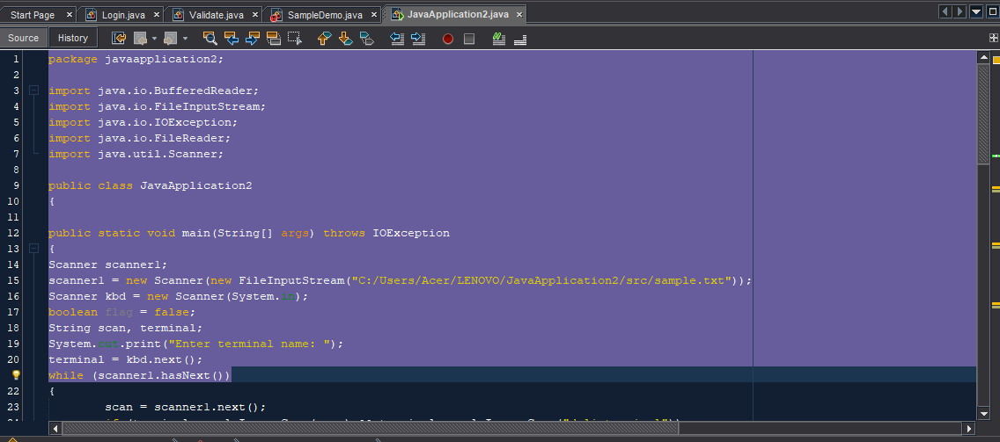 Start Page Login.java Validate.java SampleDemo.java JavaApplication2.java
Source History
1 package javaapplication2;
2
3 import java.io.BufferedReader;
4 import java.io.FileInputStream;
5 import java.io.IOException;
6 import java.io.FileReader;
7 import java.util.Scanner;
8
9 public class JavaApplication2
10 {
11
12 public static void main(String[] args) throws IOException
13 {
14 Scanner scanner1;
15 scanner1 = new Scanner(new FileInputStream("C:/Users/Acer/LENOVO/JavaApplication2/src/sample.txt"));
16 Scanner kbd = new Scanner(System.in);
17 boolean flag = false;
18 String scan, terminal;
19 System.out.print("Enter terminal name: ");
20 terminal = kbd.next();
while (scanner1.hasNext())
22 {
23 scan = scanner1.next();